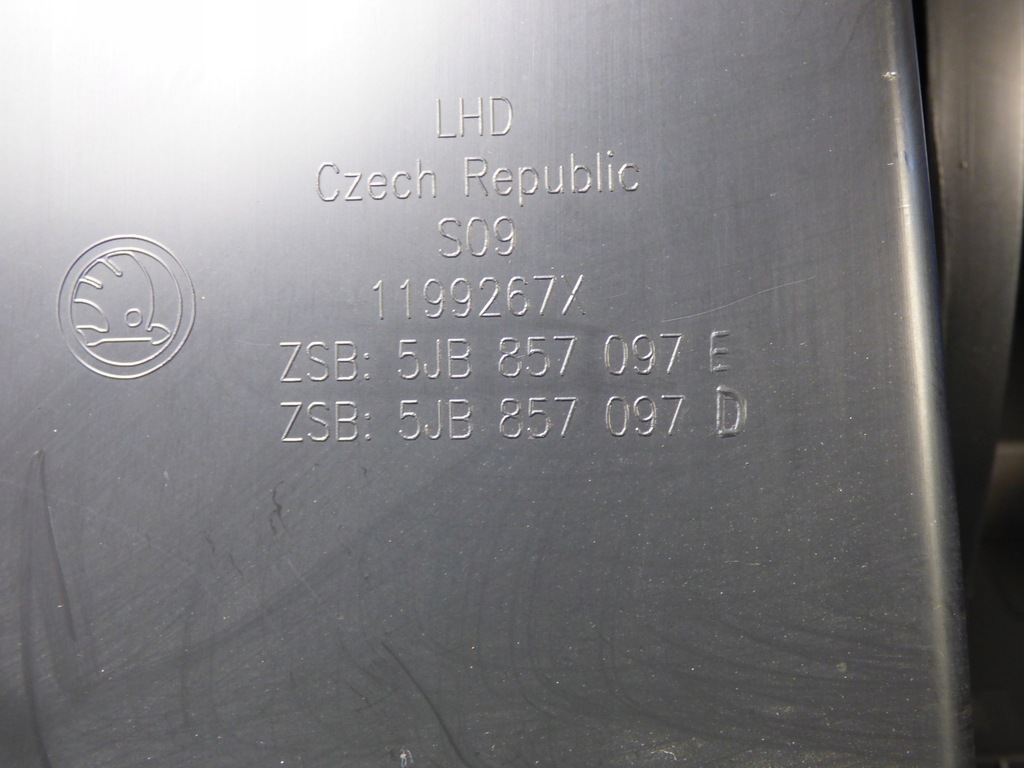 LHD
Czech Republic
S09
1199267X
ZSB: 5JB 857 097 E
ZSB: 5JB 857 097 D